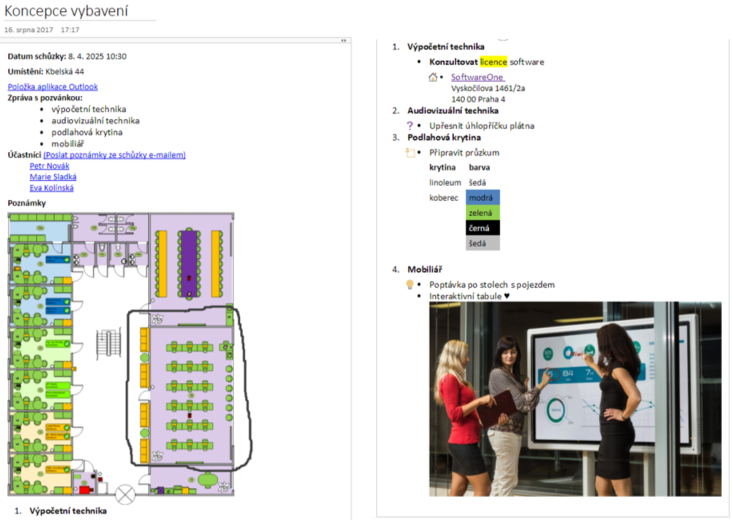 Koncepce vybavení
16. srpna 2017 17:17
Datum schůzky: 8. 4. 2025 10:30
Umístění: Kbelská 44
Položka aplikace Outlook
Zpráva s pozvánkou:
• výpočetní technika
• audiovizuální technika
• podlahová krytina
• mobiliář
Účastníci (Poslat poznámky ze schůzky e-mailem)
Petr Novák
Marie Sladká
Eva Kolínská
Poznámky
1. Výpočetní technika
1. Výpočetní technika
• Konzultovat licence software
• SoftwareOne
Vyskočilova 1461/2a
140 00 Praha 4
2. Audiovizuální technika
? • Upřesnit úhlopříčku plátna
3. Podlahová krytina
• Připravit průzkum
krytina barva
linoleum šedá
koberec modrá
zelená
černá
šedá
4. Mobiliář
• Poptávka po stolech s pojezdem
• Interaktivní tabule ♥